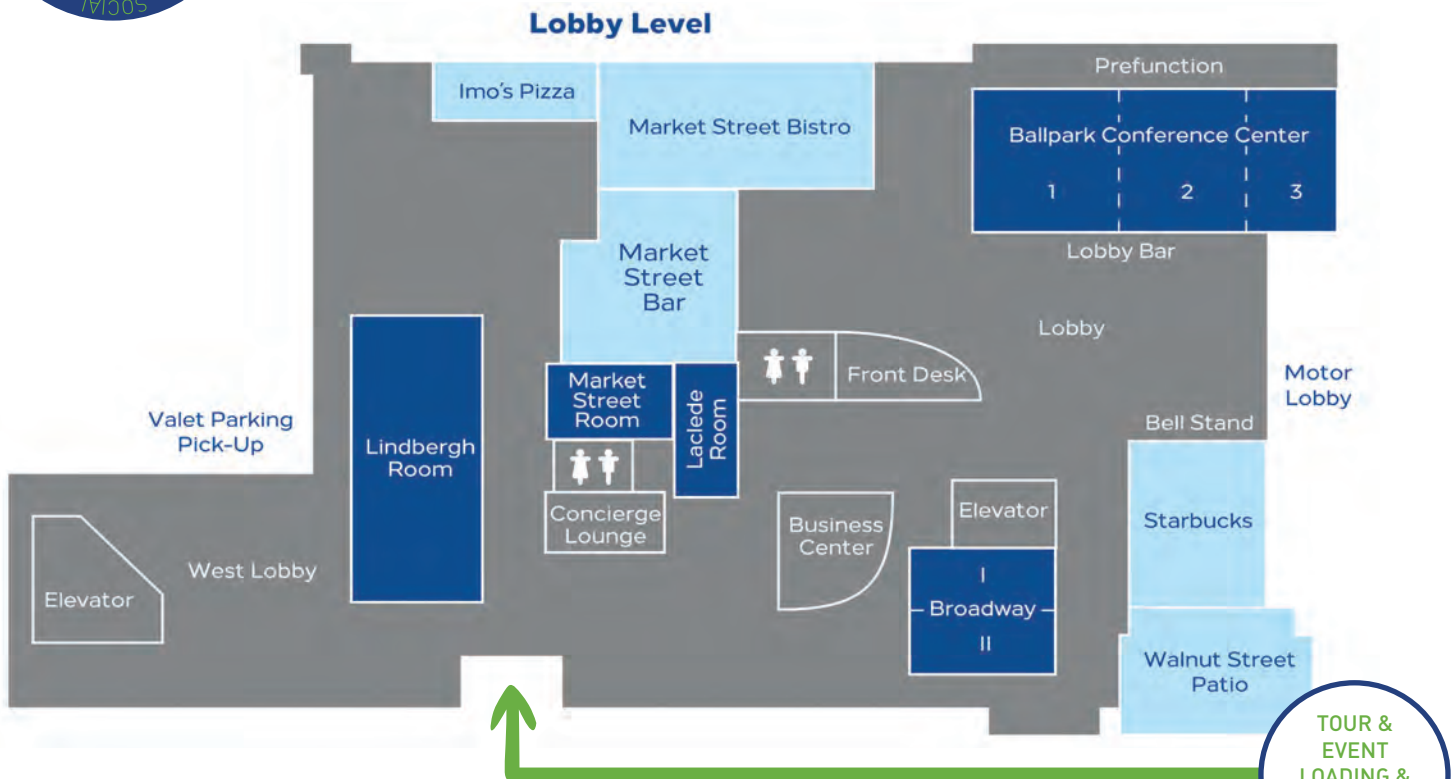 SOCIAL
Lobby Level
Imo's Pizza
Market Street Bistro
Prefunction
Ballpark Conference Center
1
2
3
Lobby Bar
Market
Street
Bar
Lobby
Front Desk
Motor
Lobby
Market
Street
Room
Laclede
Room
Valet Parking
Pick-Up
Lindbergh
Room
Bell Stand
Concierge
Lounge
Business
Center
Elevator
Starbucks
West Lobby
Elevator
I
Broadway
II
Walnut Street
Patio
TOUR &
EVENT
LOADING &